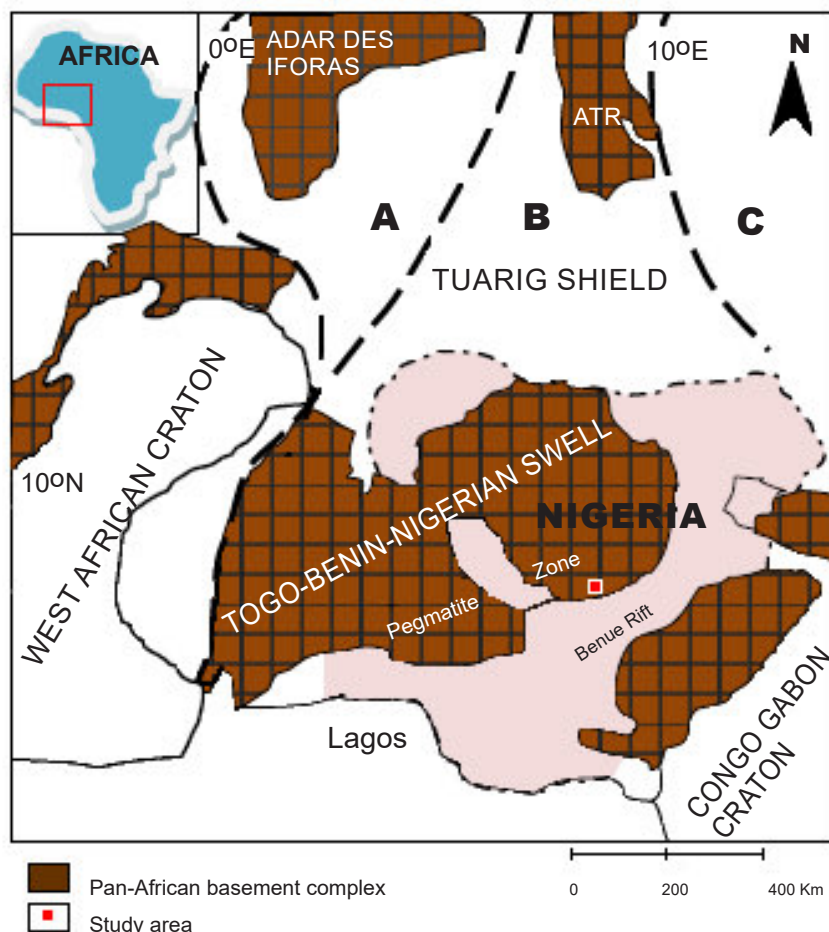 AFRICA
0ºE
ADAR DES
IFORAS
10ºE
N
ATR
A
B
C
TUARIG SHIELD
WEST AFRICAN CRATON
10ºN
TOGO-BENIN-NIGERIAN SWELL
NIGERIA
Zone
Pegmatite
Benue Rift
Lagos
CONGO GABON
CRATON
Pan-African basement complex
Study area
0 200 400 Km